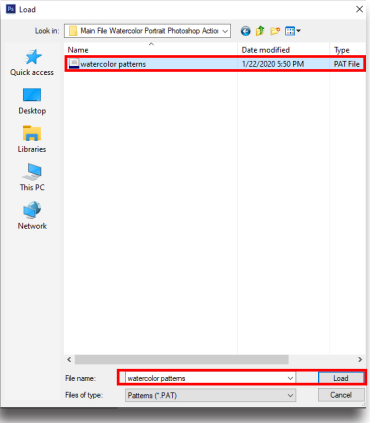 Ps Load
Look in: Main File Watercolor Portrait Photoshop Action
Name Date modified Type
watercolor patterns 1/22/2020 5:50 PM PAT File
Quick access
Desktop
Libraries
This PC
Network
File name: watercolor patterns Load
Files of type: Patterns (*.PAT) Cancel